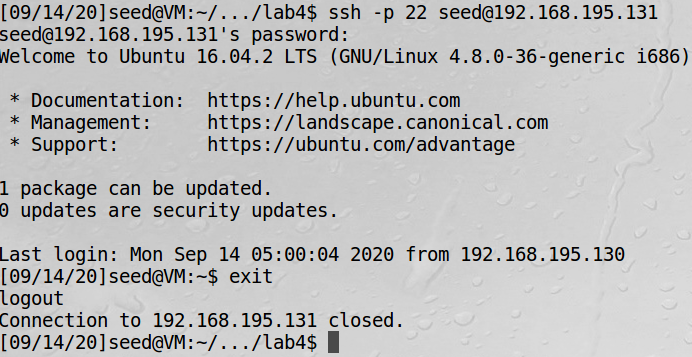 [09/14/20]seed@VM:~/.../lab4$ ssh -p 22 seed@192.168.195.131
seed@192.168.195.131's password:
Welcome to Ubuntu 16.04.2 LTS (GNU/Linux 4.8.0-36-generic i686)

 * Documentation:  https://help.ubuntu.com
 * Management:     https://landscape.canonical.com
 * Support:        https://ubuntu.com/advantage

1 package can be updated.
0 updates are security updates.

Last login: Mon Sep 14 05:00:04 2020 from 192.168.195.130
[09/14/20]seed@VM:~$ exit
logout
Connection to 192.168.195.131 closed.
[09/14/20]seed@VM:~/.../lab4$